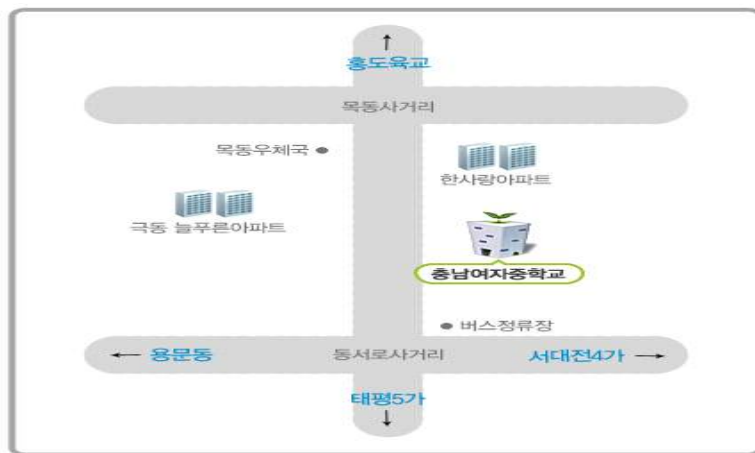 홍도육교
목동사거리
목동우체국
한사랑아파트
극동 늘푸른아파트
충남여자중학교
버스정류장
용문동
동서로사거리
서대전4가
태평5가